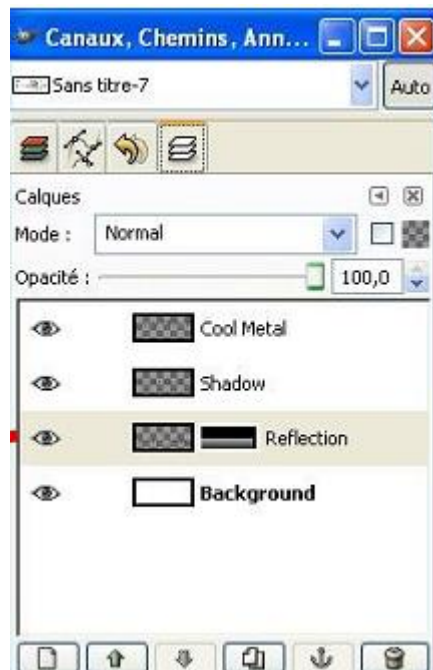 Canaux, Chemins, Ann...
Sans titre-7
Auto
Calques
Mode : Normal
Opacité : 100,0
Cool Metal
Shadow
Reflection
Background